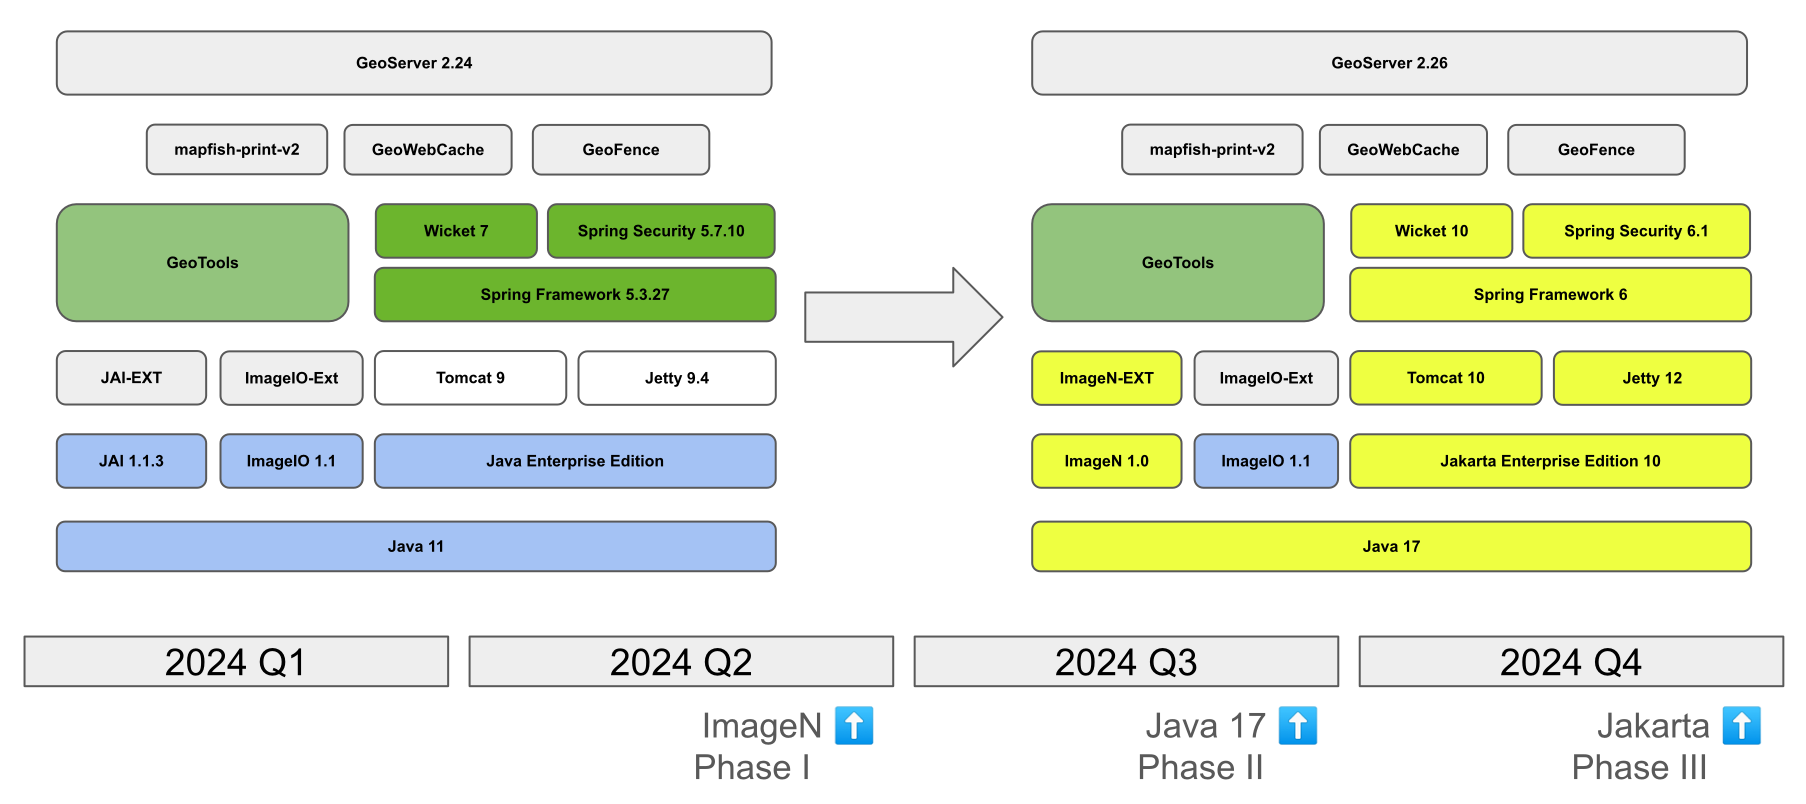 GeoServer 2.24
mapfish-print-v2
GeoWebCache
GeoFence
GeoTools
Wicket 7
Spring Security 5.7.10
Spring Framework 5.3.27
JAI-EXT
ImageIO-Ext
Tomcat 9
Jetty 9.4
JAI 1.1.3
ImageIO 1.1
Java Enterprise Edition
Java 11
GeoServer 2.26
mapfish-print-v2
GeoWebCache
GeoFence
GeoTools
Wicket 10
Spring Security 6.1
Spring Framework 6
ImageN-EXT
ImageIO-Ext
Tomcat 10
Jetty 12
ImageN 1.0
ImageIO 1.1
Jakarta Enterprise Edition 10
Java 17
2024 Q1
2024 Q2
2024 Q3
2024 Q4
ImageN
Phase I
Java 17
Phase II
Jakarta
Phase III